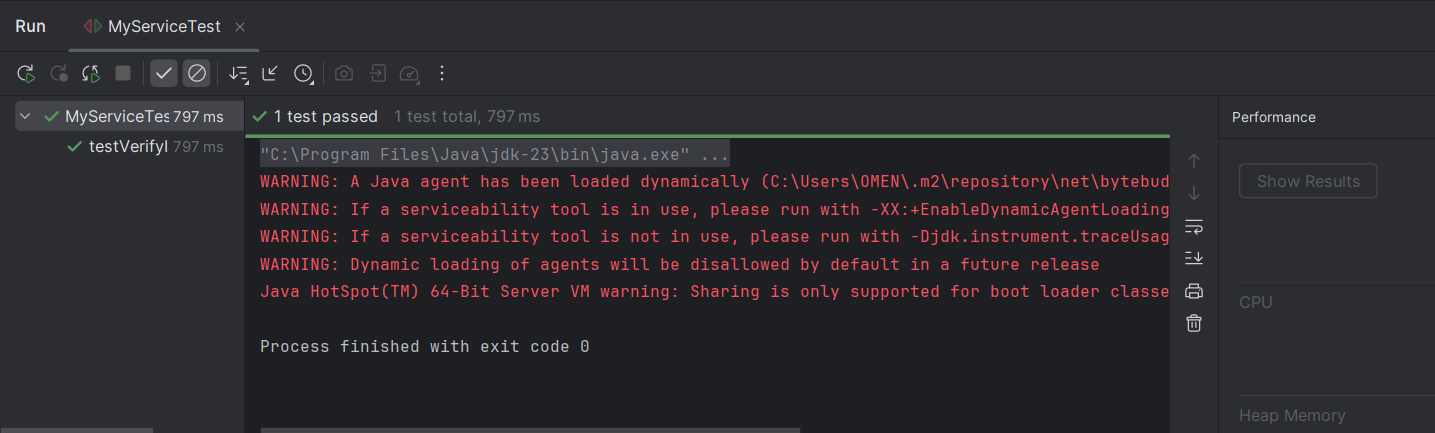 Run
MyServiceTest
MyServiceTes 797 ms
testVerifyI 797 ms
1 test passed 1 test total, 797 ms
"C:\Program Files\Java\jdk-23\bin\java.exe" ...
WARNING: A Java agent has been loaded dynamically (C:\Users\OMEN\.m2\repository\net\bytebud
WARNING: If a serviceability tool is in use, please run with -XX:+EnableDynamicAgentLoading
WARNING: If a serviceability tool is not in use, please run with -Djdk.instrument.traceUsag
WARNING: Dynamic loading of agents will be disallowed by default in a future release
Java HotSpot(TM) 64-Bit Server VM warning: Sharing is only supported for boot loader classe
Process finished with exit code 0
Performance
Show Results
CPU
Heap Memory